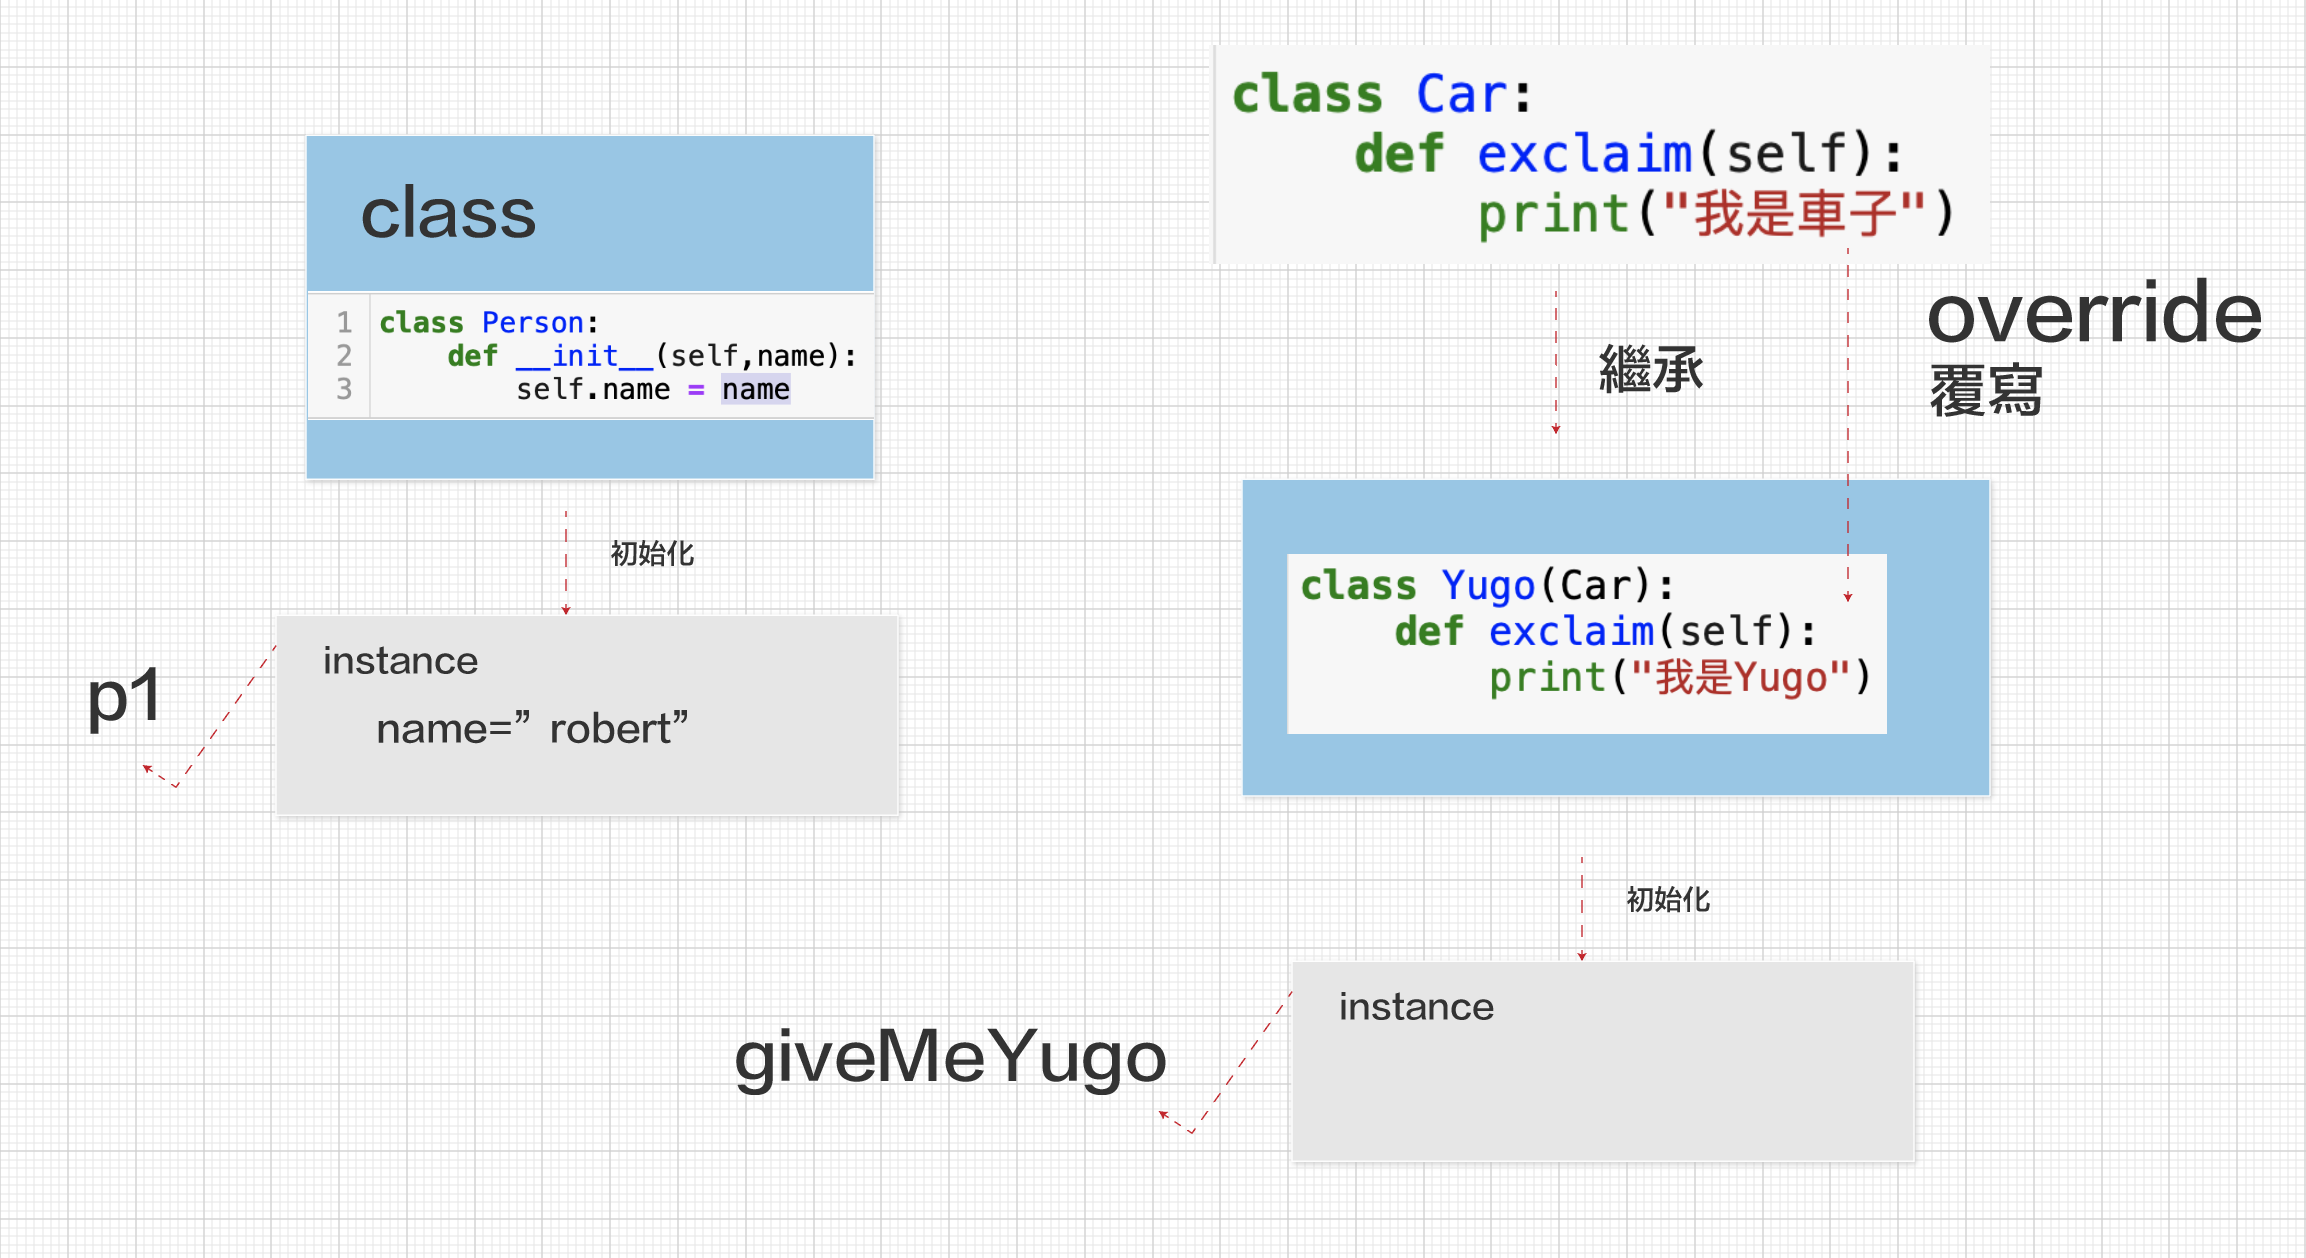 class
1 class Person:
2     def __init__(self,name):
3         self.name = name
初始化
p1
instance
name=” robert”
class Car:
    def exclaim(self):
        print("我是車子")
繼承
override
覆寫
class Yugo(Car):
    def exclaim(self):
        print("我是Yugo")
初始化
giveMeYugo
instance